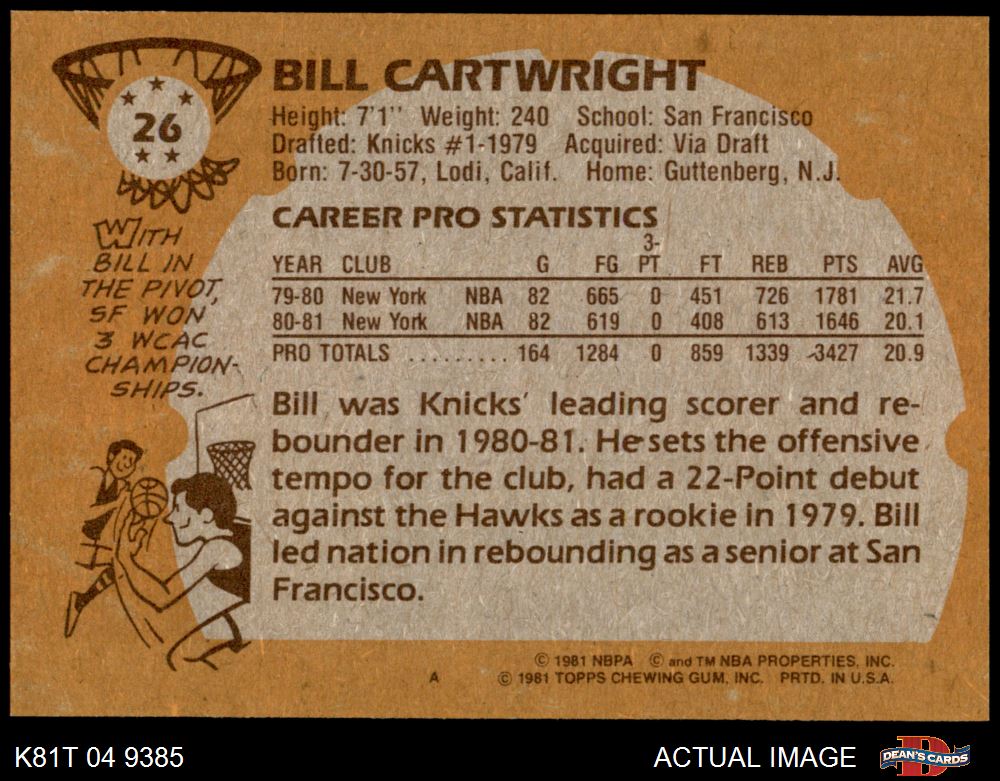 26
BILL CARTWRIGHT
Height: 7'1'' Weight: 240 School: San Francisco
Drafted: Knicks #1-1979 Acquired: Via Draft
Born: 7-30-57, Lodi, Calif. Home: Guttenberg, N.J.
WITH
BILL IN
THE PIVOT,
SF WON
3 WCAC
CHAMPION-
SHIPS.
CAREER PRO STATISTICS
YEAR CLUB G FG 3-PT FT REB PTS AVG
79-80 New York NBA 82 665 0 451 726 1781 21.7
80-81 New York NBA 82 619 0 408 613 1646 20.1
PRO TOTALS ......... 164 1284 0 859 1339 3427 20.9
Bill was Knicks' leading scorer and re-
bounder in 1980-81. He sets the offensive
tempo for the club, had a 22-Point debut
against the Hawks as a rookie in 1979. Bill
led nation in rebounding as a senior at San
Francisco.
© 1981 NBPA © and TM NBA PROPERTIES, INC.
A © 1981 TOPPS CHEWING GUM, INC. PRTD. IN U.S.A.
K81T 04 9385 ACTUAL IMAGE D DEAN'S CARDS